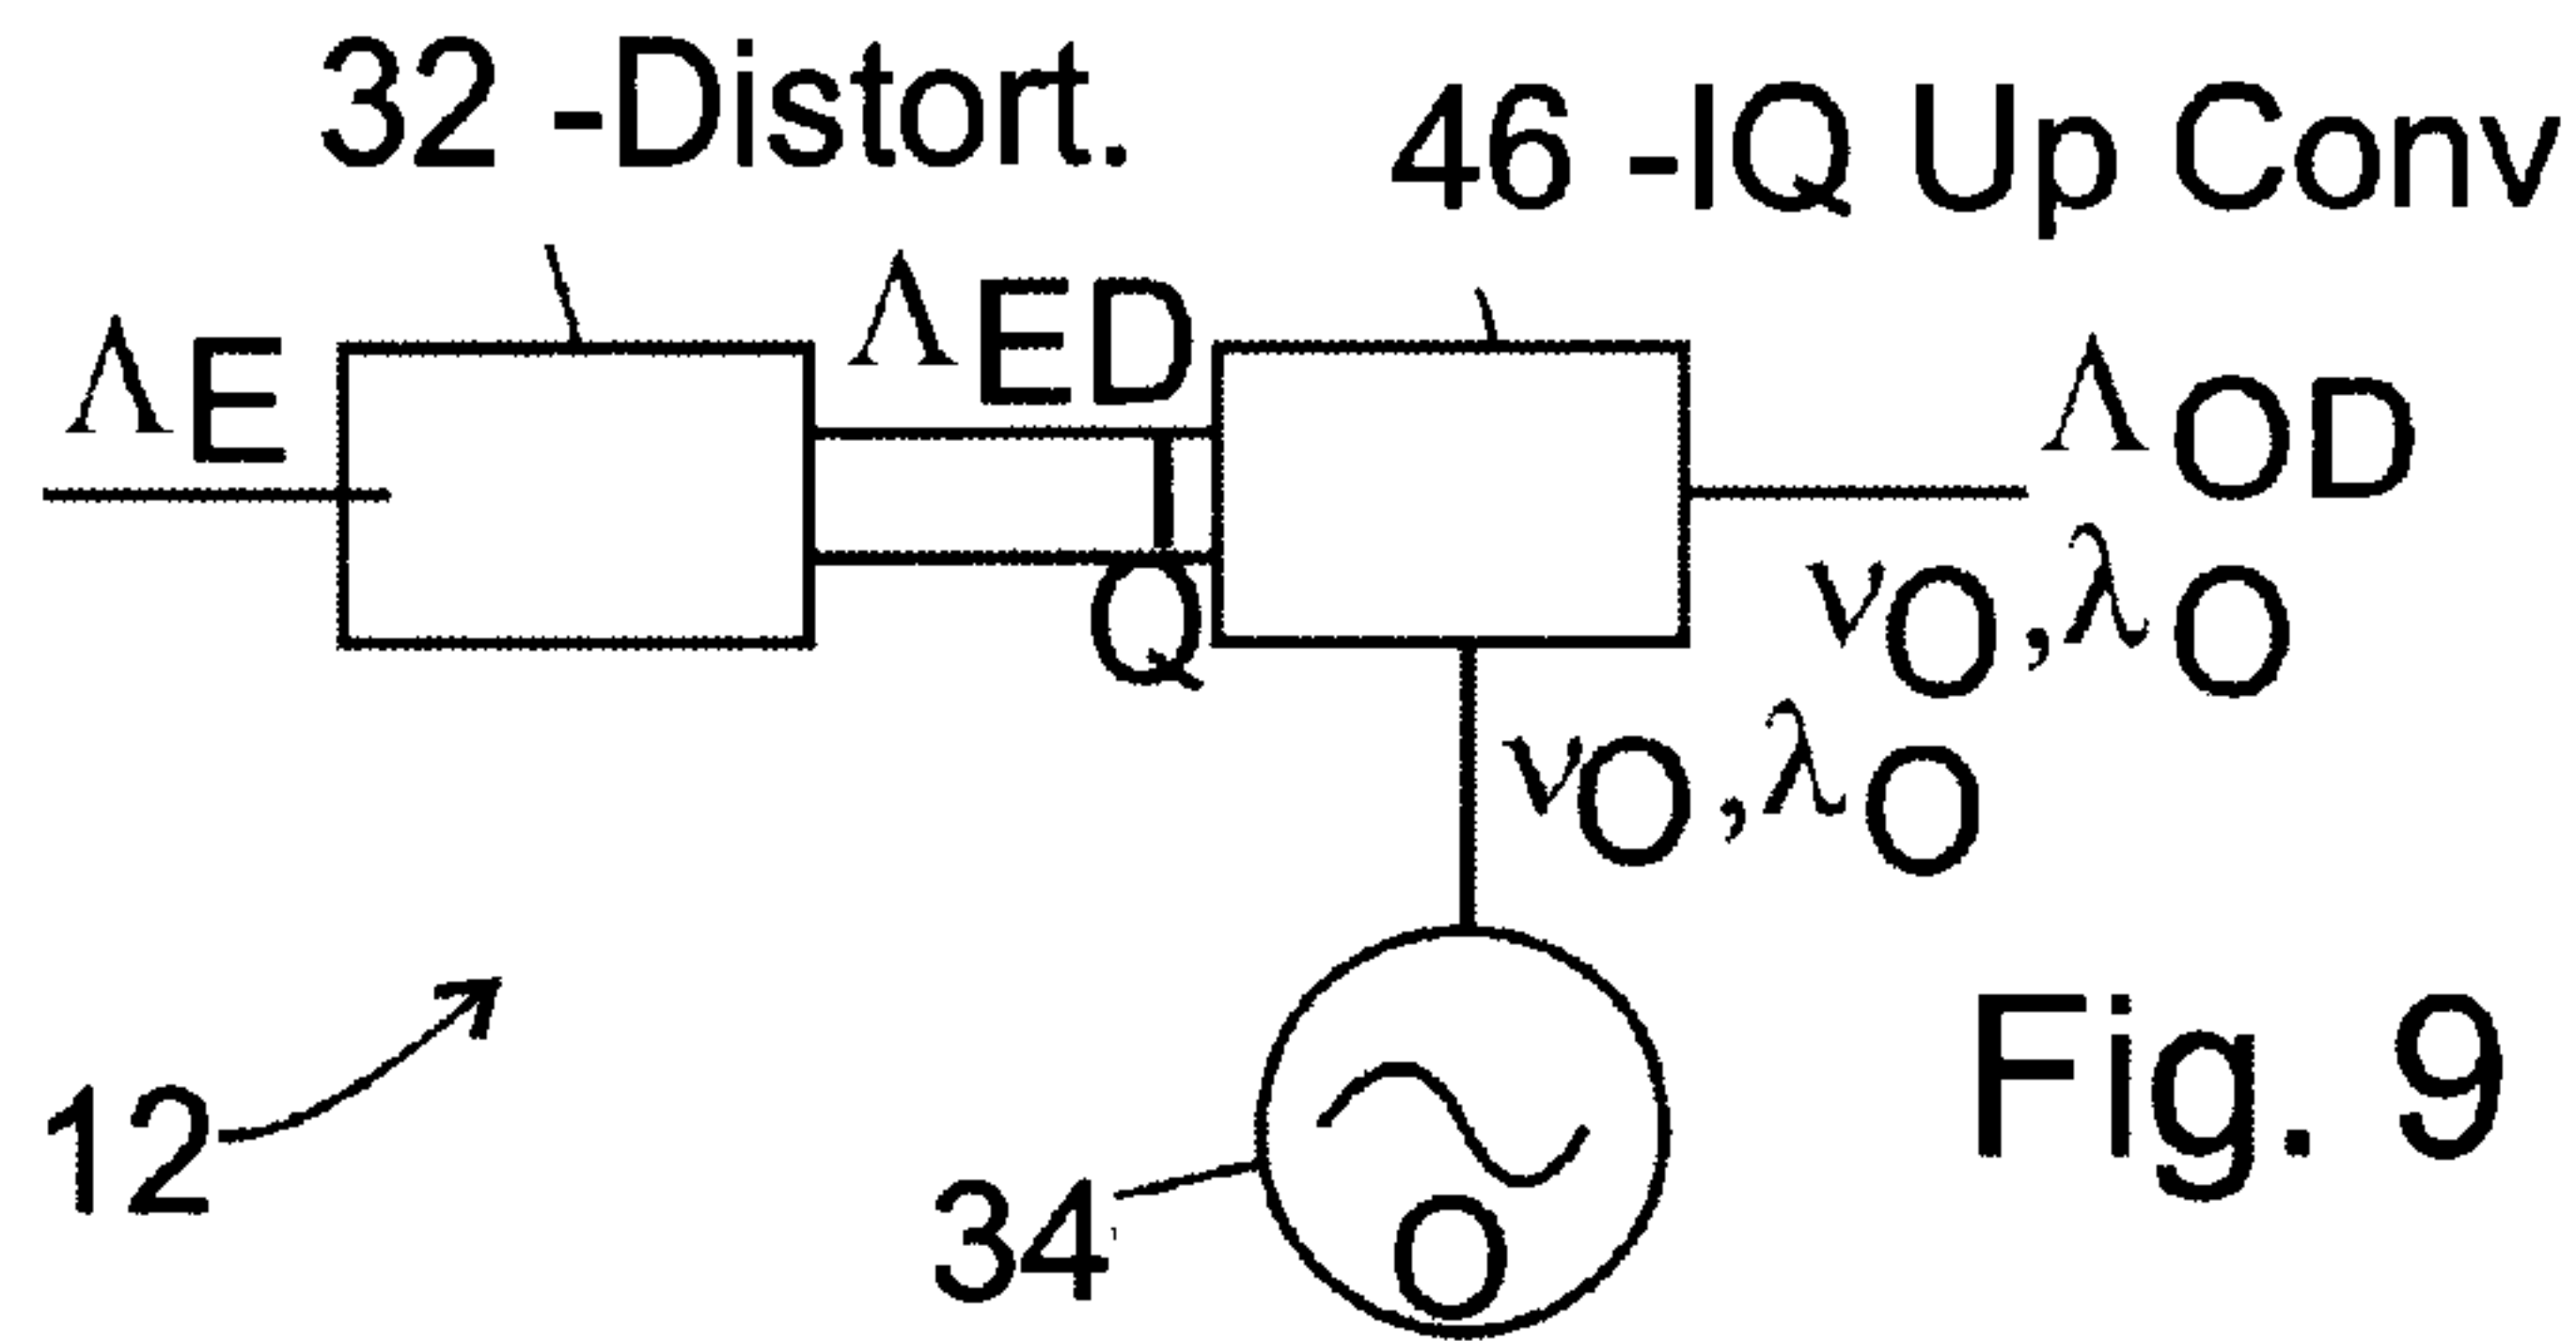 32 -Distort.
46 -IQ Up Conv
ΛE
ΛED
I
Q
ΛOD
νO,λO
νO,λO
12
34
O
Fig. 9